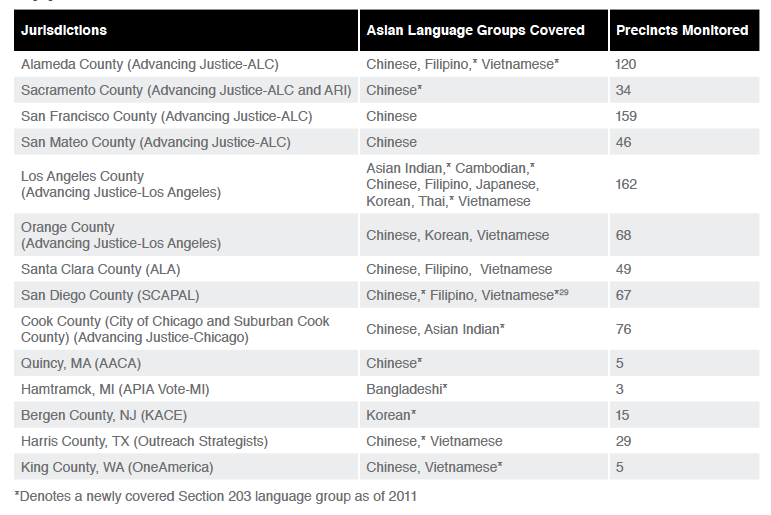 Jurisdictions Asian Language Groups Covered Precincts Monitored
Alameda County (Advancing Justice-ALC) Chinese, Filipino,* Vietnamese* 120
Sacramento County (Advancing Justice-ALC and ARI) Chinese* 34
San Francisco County (Advancing Justice-ALC) Chinese 159
San Mateo County (Advancing Justice-ALC) Chinese 46
Los Angeles County
(Advancing Justice-Los Angeles)
Asian Indian,* Cambodian,*
Chinese, Filipino, Japanese,
Korean, Thai,* Vietnamese
162
Orange County
(Advancing Justice-Los Angeles)
Chinese, Korean, Vietnamese
68
Santa Clara County (ALA) Chinese, Filipino, Vietnamese 49
San Diego County (SCAPAL) Chinese,* Filipino, Vietnamese*29 67
Cook County (City of Chicago and Suburban Cook
County) (Advancing Justice-Chicago)
Chinese, Asian Indian*
76
Quincy, MA (AACA) Chinese* 5
Hamtramck, MI (APIA Vote-MI) Bangladeshi* 3
Bergen County, NJ (KACE) Korean* 15
Harris County, TX (Outreach Strategists) Chinese,* Vietnamese 29
King County, WA (OneAmerica) Chinese, Vietnamese* 5
*Denotes a newly covered Section 203 language group as of 2011